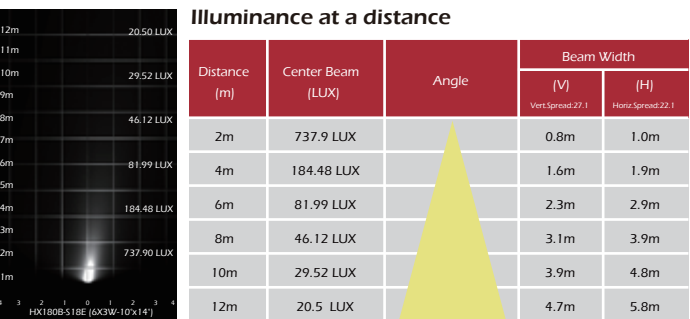 Illuminance at a distance
12m
20.50 LUX
11m
10m
29.52 LUX
9m
8m
46.12 LUX
7m
6m
81.99 LUX
5m
4m
184.48 LUX
3m
2m
737.90 LUX
1m
4 3 2 1 0 1 2 3 4
HX180B-S18E (6X3W-10'x14')
Distance (m) Center Beam (LUX) Angle Beam Width
(V) Vert.Spread:27.1 (H) Horiz.Spread:22.1
2m 737.9 LUX 0.8m 1.0m
4m 184.48 LUX 1.6m 1.9m
6m 81.99 LUX 2.3m 2.9m
8m 46.12 LUX 3.1m 3.9m
10m 29.52 LUX 3.9m 4.8m
12m 20.5 LUX 4.7m 5.8m